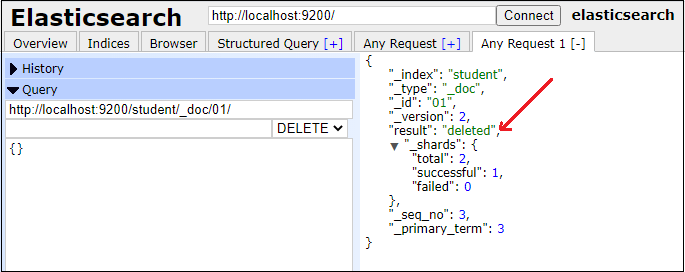 Elasticsearch http://localhost:9200/ Connect elasticsearch
Overview Indices Browser Structured Query [+] Any Request [+] Any Request 1 [-]
History
Query
http://localhost:9200/student/_doc/01/
DELETE
{}
{
"_index": "student",
"_type": "_doc",
"_id": "01",
"_version": 2,
"result": "deleted",
"_shards": {
"total": 2,
"successful": 1,
"failed": 0
},
"_seq_no": 3,
"_primary_term": 3
}